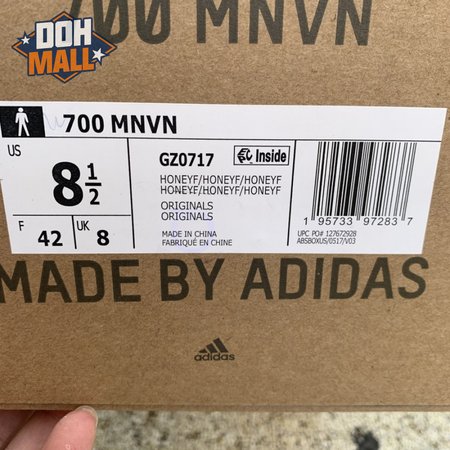 700 MNVN
DOH
MALL
700 MNVN
US
8 1/2
F
42
UK
8
GZ0717
Inside
HONEYF/HONEYF/HONEYF
HONEYF/HONEYF/HONEYF
ORIGINALS
ORIGINALS
MADE IN CHINA
FABRIQUÉ EN CHINE
1 95733 97283 7
UPC PO# 127672928
ABSBOXUS/0517/V03
MADE BY ADIDAS
adidas